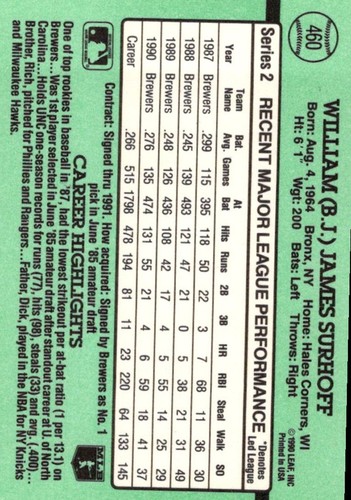 460
WILLIAM (B.J.) JAMES SURHOFF
Born: Aug. 4, 1964 Bronx, NY Home: Hales Corners, WI
Hit: 6' 1" Wgt: 200 Bats: Left Throws: Right
© 1990 LEAF, INC
Printed in USA
Series 2 RECENT MAJOR LEAGUE PERFORMANCE *Denotes Led League
Year Team Name Bat. Avg. Games At Bat Hits Runs 2B 3B HR RBI Steal Walk SO
1987 Brewers .299 115 395 118 50 22 3 7 68 11 36 30
1988 Brewers .245 139 493 121 47 21 0 5 38 21 31 49
1989 Brewers .248 126 436 108 42 17 4 5 55 14 25 29
1990 Brewers .276 135 474 131 55 21 4 6 59 18 41 37
Career .266 515 1798 478 194 81 11 23 220 64 133 145
Contract: Signed thru 1991. How acquired: Signed by Brewers as No. 1
pick in June '85 amateur draft
CAREER HIGHLIGHTS
MLB
One of top rookies in baseball in '87, had the lowest strikeout per at-bat ratio (1 per 13.1) on
Brewers...Was 1st player selected in June '85 amateur draft after standout career at U. of North
Carolina...Holds UNC one-season records for runs (77), hits (98), steals (33) and avg. (.400)...
Brother, Rich, pitched for Phillies and Rangers...Father, Dick, played in the NBA for NY Knicks
and Milwaukee Hawks.